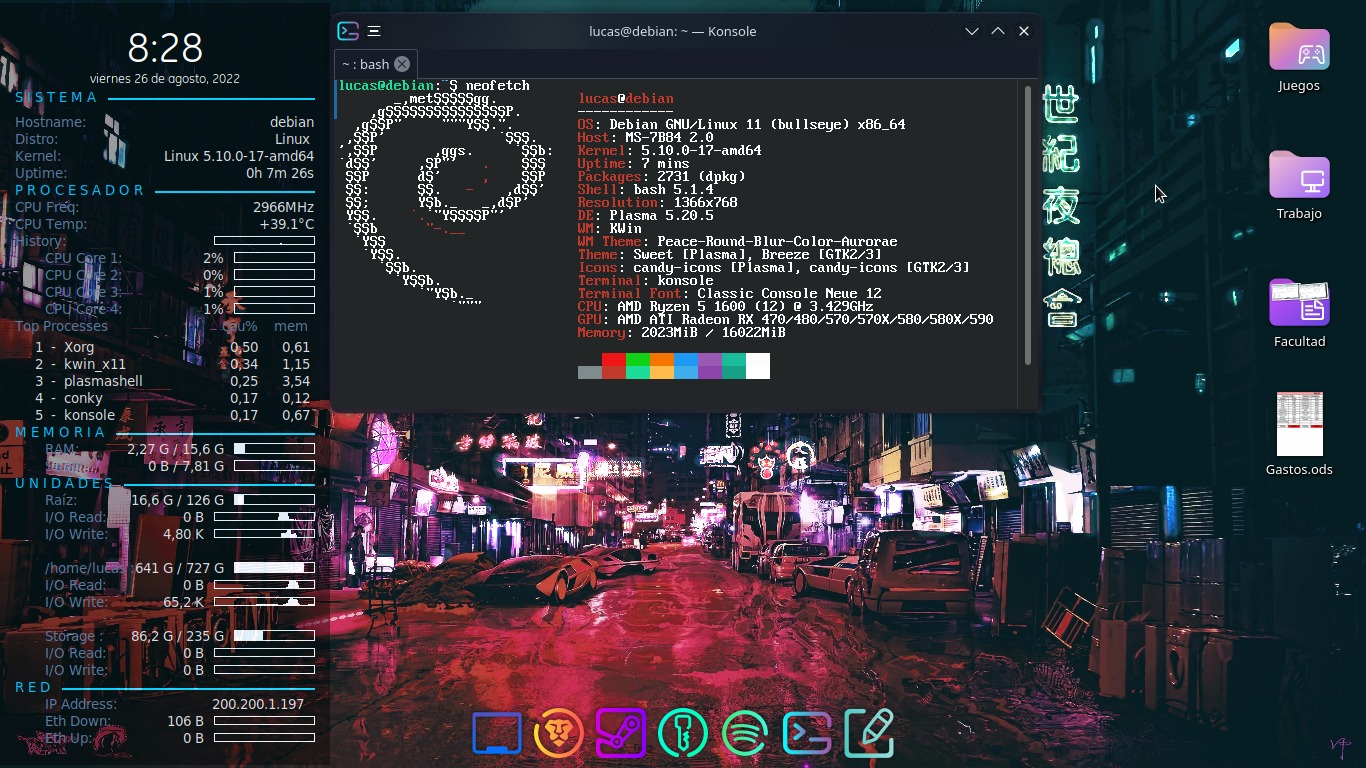 8:28
viernes 26 de agosto, 2022
SISTEMA
Hostname: debian
Distro: Linux
Kernel: Linux 5.10.0-17-amd64
Uptime: 0h 7m 26s
PROCESADOR
CPU Freq: 2966MHz
CPU Temp: +39.1°C
History:
CPU Core 1: 2%
CPU Core 2: 0%
CPU Core 3: 1%
CPU Core 4: 1%
Top Processes cpu% mem
1 - Xorg 0,50 0,61
2 - kwin_x11 0,34 1,15
3 - plasmashell 0,25 3,54
4 - conky 0,17 0,12
5 - konsole 0,17 0,67
MEMORIA
RAM: 2,27 G / 15,6 G
0 B / 7,81 G
UNIDADES
Raíz: 16,6 G / 126 G
I/O Read: 0 B
I/O Write: 4,80 K
/home/lucas: 641 G / 727 G
I/O Read: 0 B
I/O Write: 65,2 K
Storage : 86,2 G / 235 G
I/O Read: 0 B
I/O Write: 0 B
RED
IP Address: 200.200.1.197
Eth Down: 106 B
Eth Up: 0 B
lucas@debian: ~ — Konsole
~ : bash
lucas@debian:~$ neofetch
lucas@debian
------------
OS: Debian GNU/Linux 11 (bullseye) x86_64
Host: MS-7B84 2.0
Kernel: 5.10.0-17-amd64
Uptime: 7 mins
Packages: 2731 (dpkg)
Shell: bash 5.1.4
Resolution: 1366x768
DE: Plasma 5.20.5
WM: KWin
WM Theme: Peace-Round-Blur-Color-Aurorae
Theme: Sweet [Plasma], Breeze [GTK2/3]
Icons: candy-icons [Plasma], candy-icons [GTK2/3]
Terminal: konsole
Terminal Font: Classic Console Neue 12
CPU: AMD Ryzen 5 1600 (12) @ 3.429GHz
GPU: AMD ATI Radeon RX 470/480/570/570X/580/580X/590
Memory: 2023MiB / 16022MiB
世紀夜總會
Juegos
Trabajo
Facultad
Gastos.ods